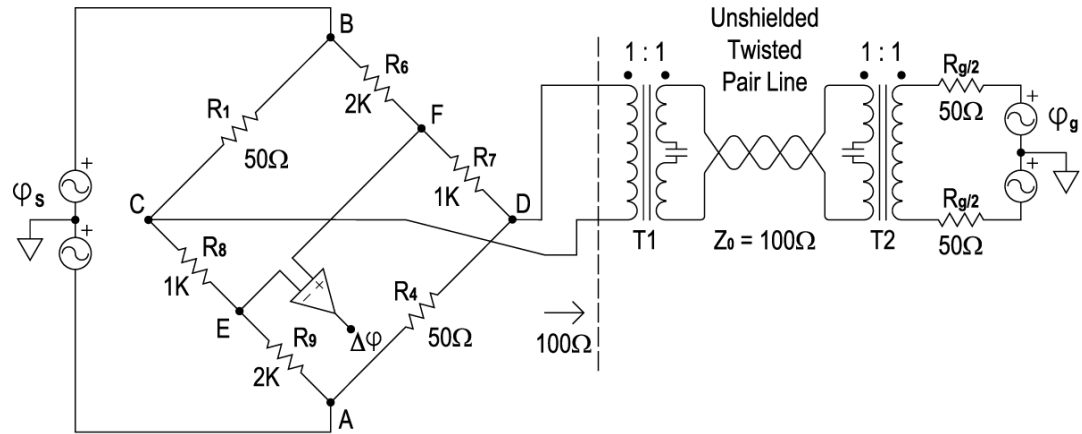 Unshielded
Twisted
Pair Line
1 : 1
1 : 1
B
R6
2K
R1
50Ω
F
R7
1K
D
Rg/2
50Ω
+
φg
+
Rg/2
50Ω
+
φs
+
C
R8
1K
T1
Z0 = 100Ω
T2
E
R9
2K
+
−
Δφ
R4
50Ω
100Ω
A